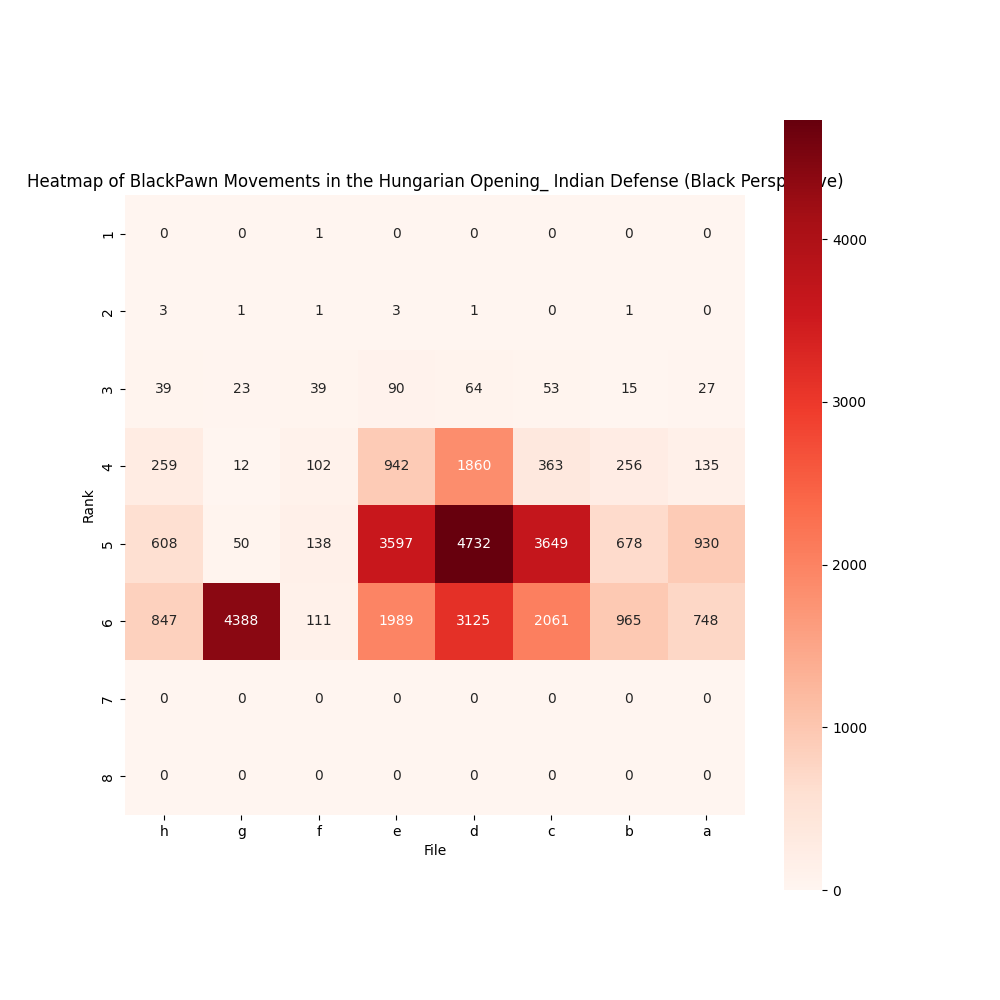 Heatmap of BlackPawn Movements in the Hungarian Opening_ Indian Defense (Black Persp ve)
1 0 0 1 0 0 0 0 0
2 3 1 1 3 1 0 1 0
3 39 23 39 90 64 53 15 27
4 259 12 102 942 1860 363 256 135
5 608 50 138 3597 4732 3649 678 930
6 847 4388 111 1989 3125 2061 965 748
7 0 0 0 0 0 0 0 0
8 0 0 0 0 0 0 0 0
h g f e d c b a
File
Rank
4000
3000
2000
1000
0